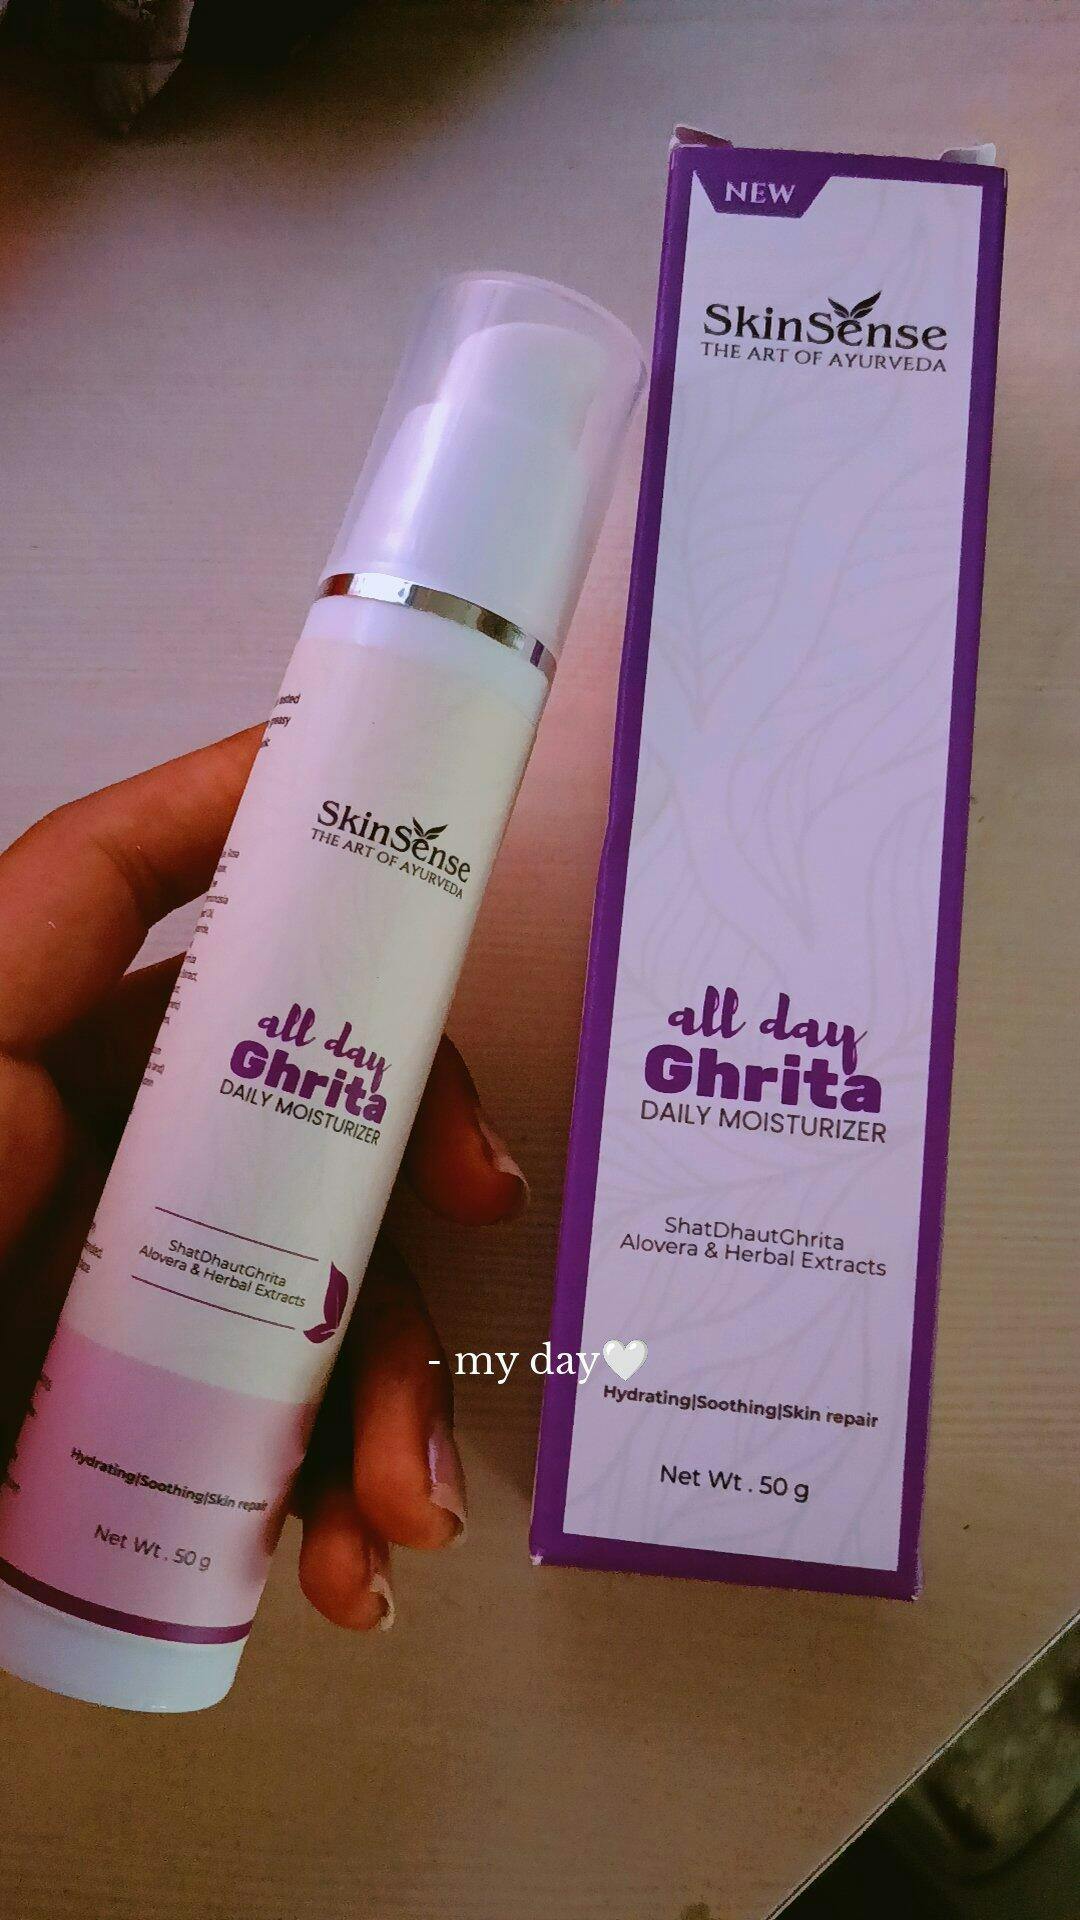 NEW
SkinSense
THE ART OF AYURVEDA
all day
Ghrita
DAILY MOISTURIZER
ShatDhautGhrita
Alovera & Herbal Extracts
Hydrating|Soothing|Skin repair
Net Wt . 50 g
SkinSense
THE ART OF AYURVEDA
all day
Ghrita
DAILY MOISTURIZER
ShatDhautGhrita
Alovera & Herbal Extracts
Hydrating|Soothing|Skin repair
Net Wt . 50 g
- my day🤍